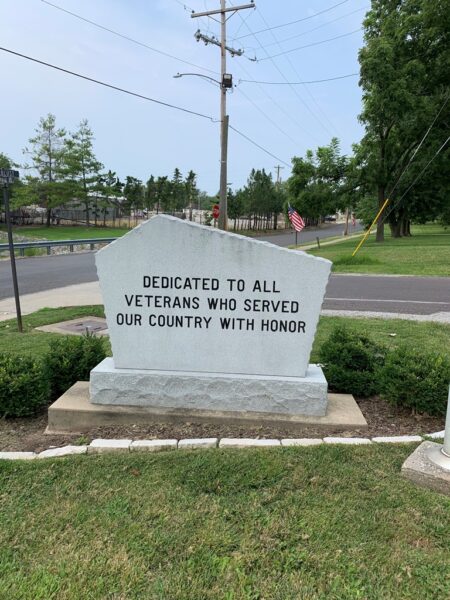 DEDICATED TO ALL
VETERANS WHO SERVED
OUR COUNTRY WITH HONOR